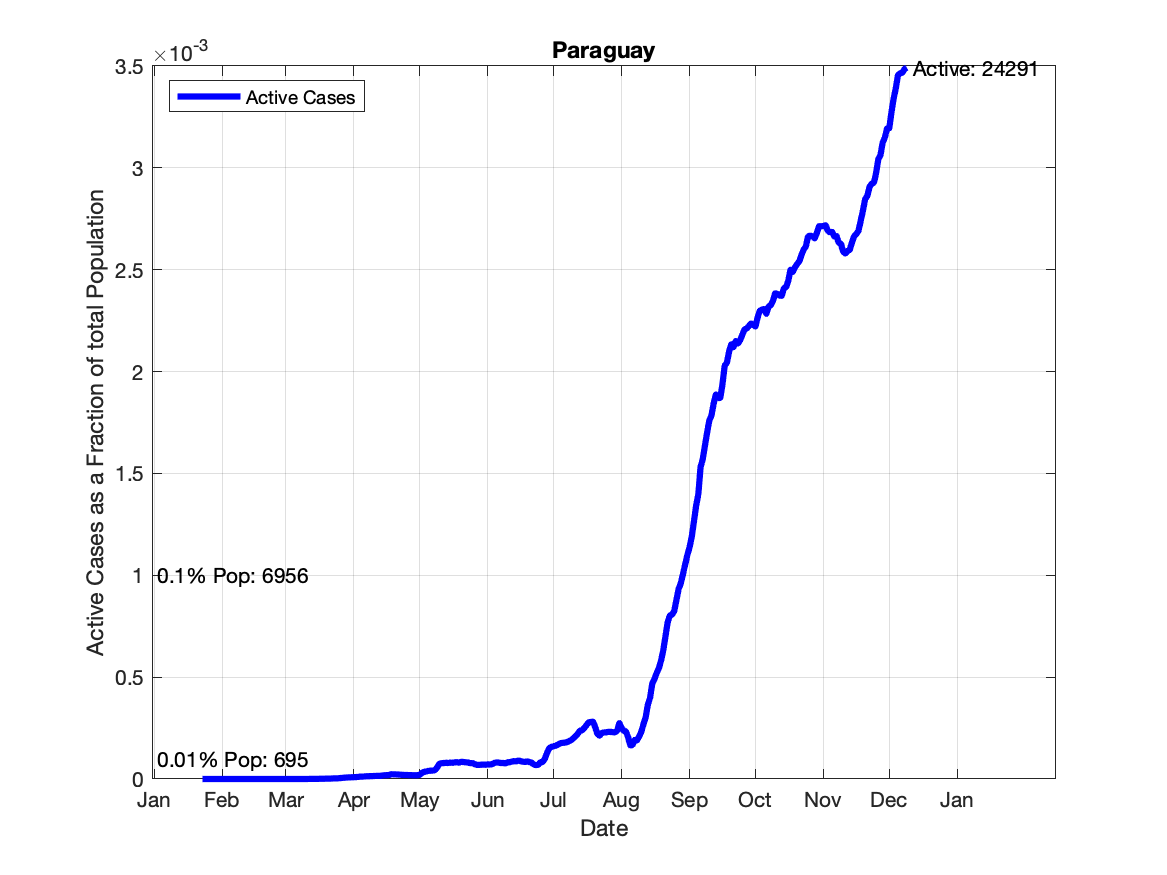 Paraguay
×10-3
Active: 24291
Active Cases
3.5
3
2.5
2
1.5
1
0.5
0
0.1% Pop: 6956
0.01% Pop: 695
Active Cases as a Fraction of total Population
Jan Feb Mar Apr May Jun Jul Aug Sep Oct Nov Dec Jan
Date